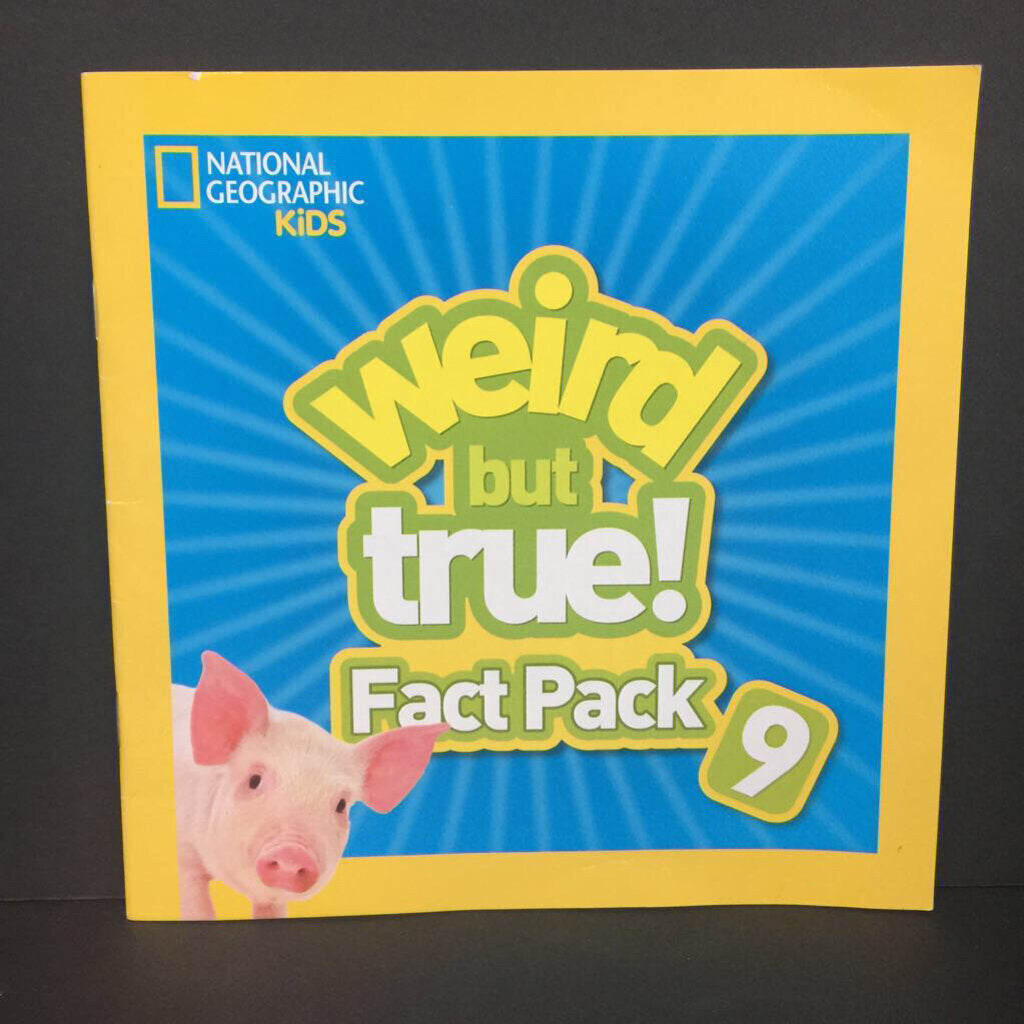 NATIONAL
GEOGRAPHIC
KiDS
weird
but
true!
Fact Pack
9